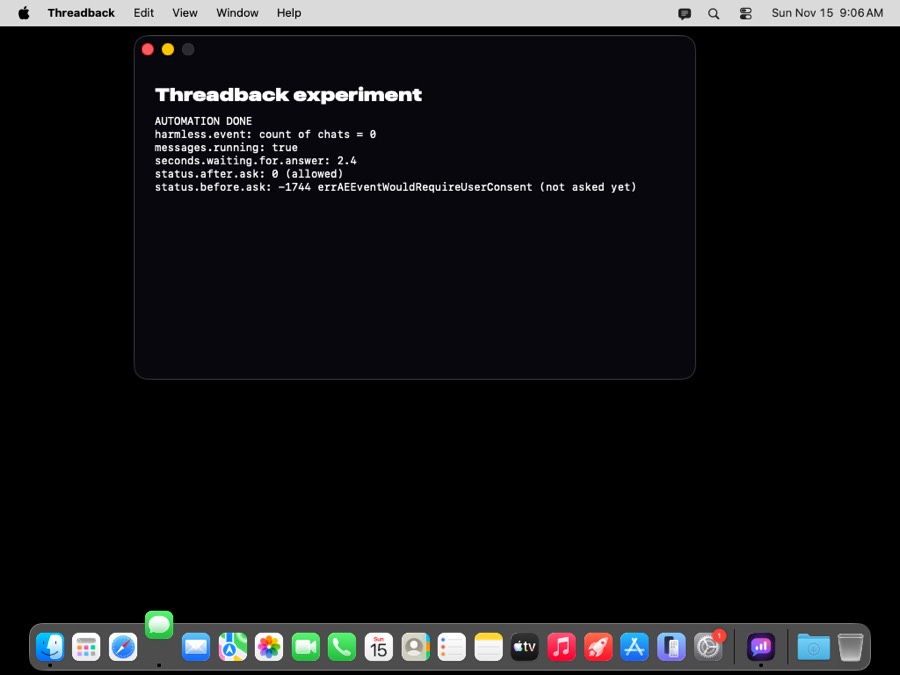 Threadback Edit View Window Help Sun Nov 15 9:06AM
Threadback experiment
AUTOMATION DONE
harmless.event: count of chats = 0
messages.running: true
seconds.waiting.for.answer: 2.4
status.after.ask: 0 (allowed)
status.before.ask: -1744 errAEEventWouldRequireUserConsent (not asked yet)
Sun
15
tv
1